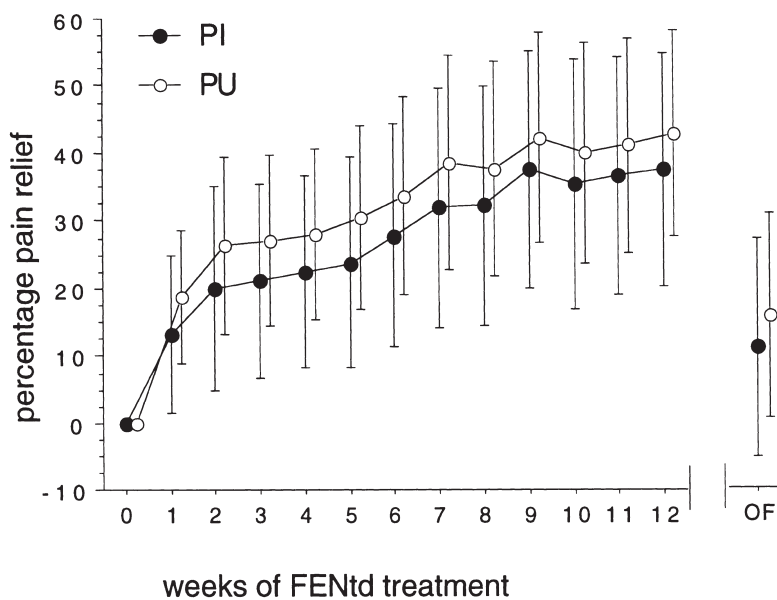 PI
PU
percentage pain relief
60
50
40
30
20
10
0
-10
0 1 2 3 4 5 6 7 8 9 10 11 12
OF
weeks of FENtd treatment